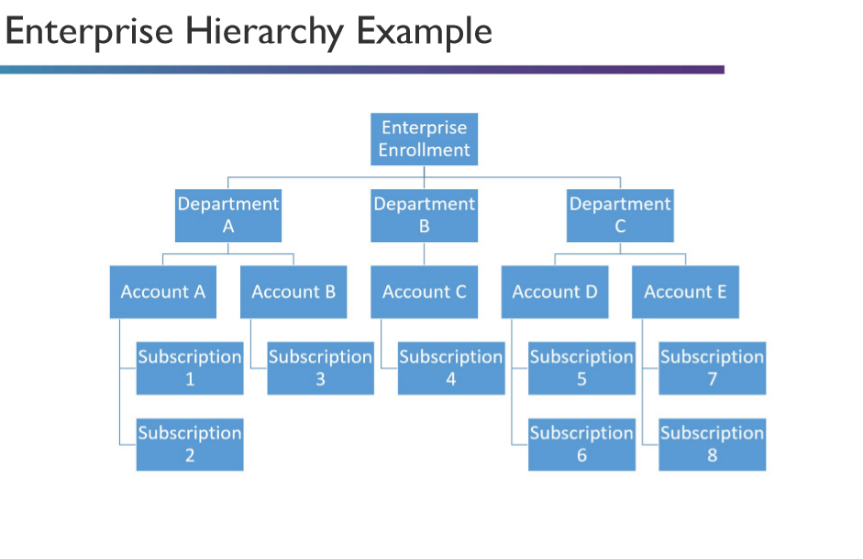 Enterprise Hierarchy Example
Enterprise
Enrollment
Department
A
Department
B
Department
C
Account A
Account B
Account C
Account D
Account E
Subscription
1
Subscription
3
Subscription
4
Subscription
5
Subscription
7
Subscription
2
Subscription
6
Subscription
8